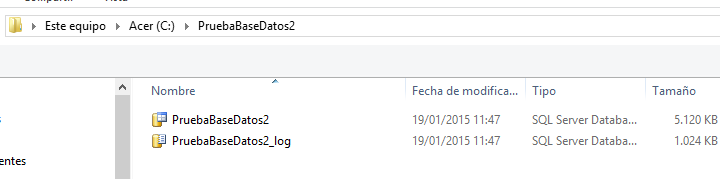 Este equipo Acer (C:) PruebaBaseDatos2
Nombre Fecha de modifica... Tipo Tamaño
PruebaBaseDatos2 19/01/2015 11:47 SQL Server Databa... 5.120 KB
PruebaBaseDatos2_log 19/01/2015 11:47 SQL Server Databa... 1.024 KB
entes